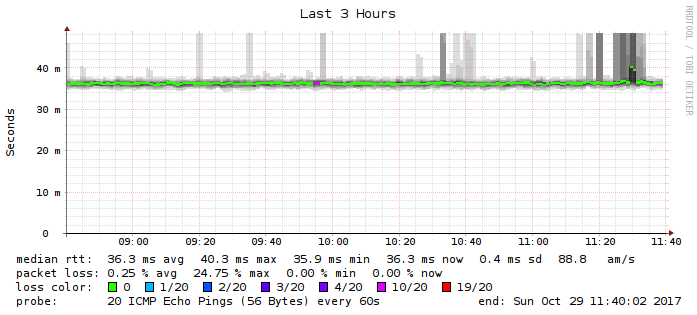 Last 3 Hours
RRDTOOL / TOBI OETIKER
Seconds
40 m
30 m
20 m
10 m
0
09:00 09:20 09:40 10:00 10:20 10:40 11:00 11:20 11:40
median rtt: 36.3 ms avg 40.3 ms max 35.9 ms min 36.3 ms now 0.4 ms sd 88.8 am/s
packet loss: 0.25 % avg 24.75 % max 0.00 % min 0.00 % now
loss color: 0 1/20 2/20 3/20 4/20 10/20 19/20
probe: 20 ICMP Echo Pings (56 Bytes) every 60s end: Sun Oct 29 11:40:02 2017